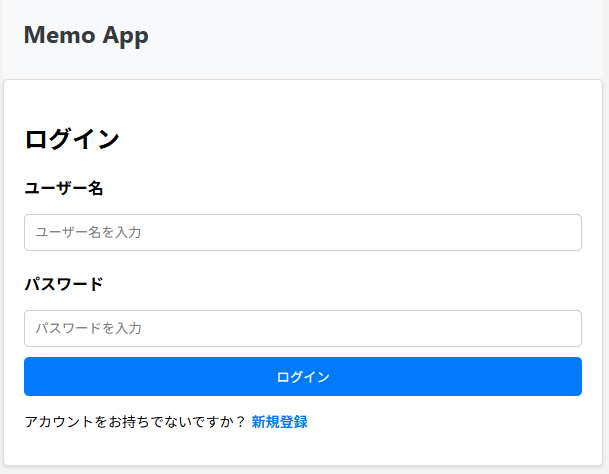 Memo App
ログイン
ユーザー名
ユーザー名を入力
パスワード
パスワードを入力
ログイン
アカウントをお持ちでないですか？ 新規登録